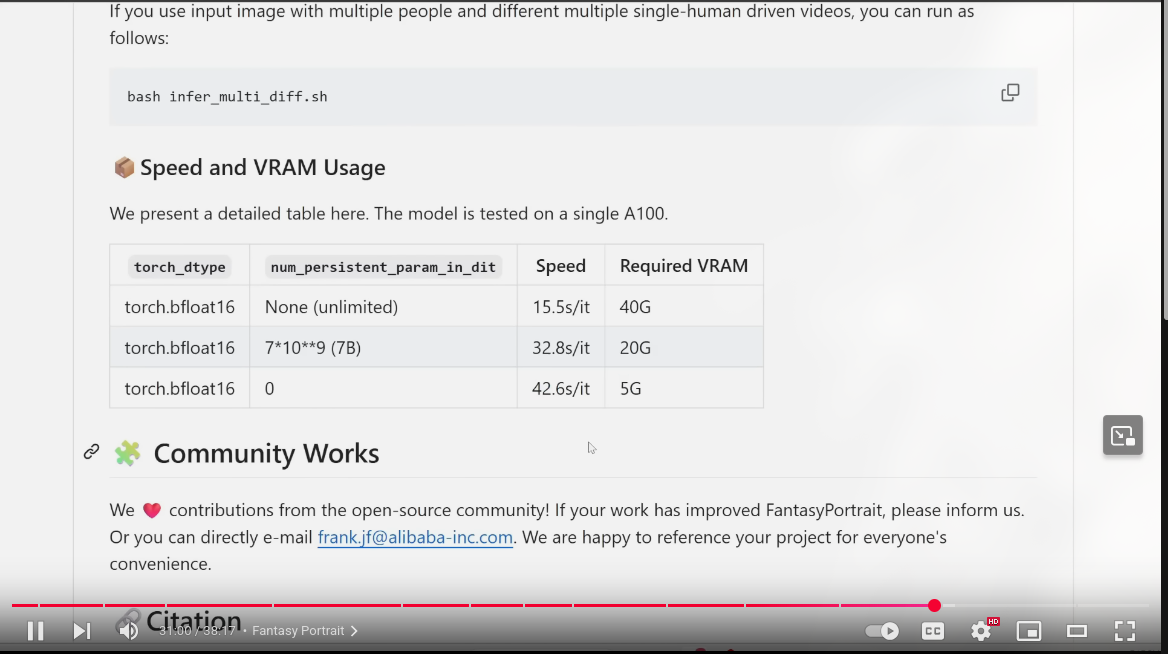 If you use input image with multiple people and different multiple single-human driven videos, you can run as
follows:
bash infer_multi_diff.sh
Speed and VRAM Usage
We present a detailed table here. The model is tested on a single A100.
torch_dtype num_persistent_param_in_dit Speed Required VRAM
torch.bfloat16 None (unlimited) 15.5s/it 40G
torch.bfloat16 7*10**9 (7B) 32.8s/it 20G
torch.bfloat16 0 42.6s/it 5G
Community Works
We ❤️ contributions from the open-source community! If your work has improved FantasyPortrait, please inform us.
Or you can directly e-mail frank.jf@alibaba-inc.com. We are happy to reference your project for everyone's
convenience.
Citation
31:00 / 38:17 • Fantasy Portrait
CC
HD